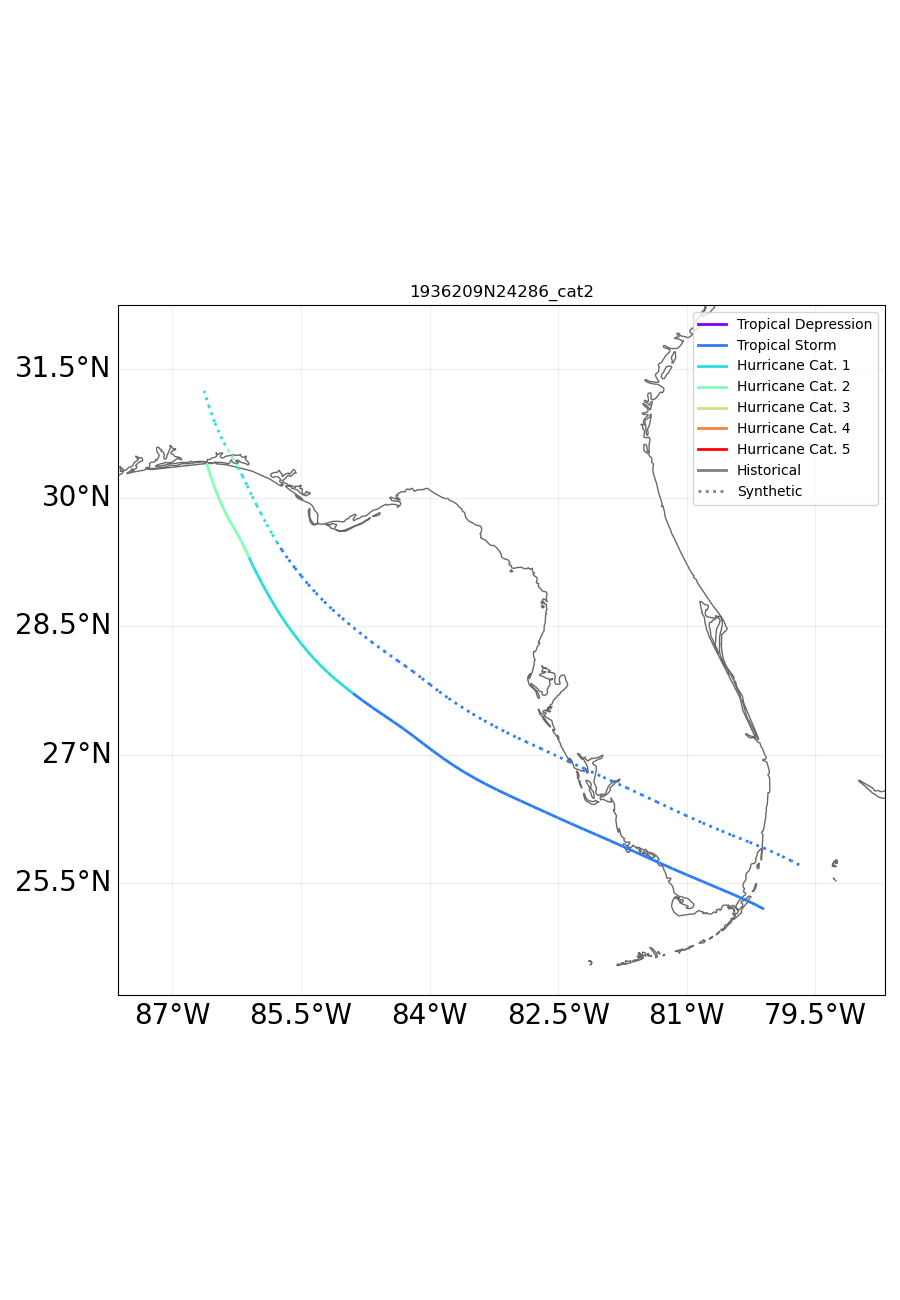 1936209N24286_cat2
Tropical Depression
Tropical Storm
Hurricane Cat. 1
Hurricane Cat. 2
Hurricane Cat. 3
Hurricane Cat. 4
Hurricane Cat. 5
Historical
Synthetic
31.5°N
30°N
28.5°N
27°N
25.5°N
87°W 85.5°W 84°W 82.5°W 81°W 79.5°W